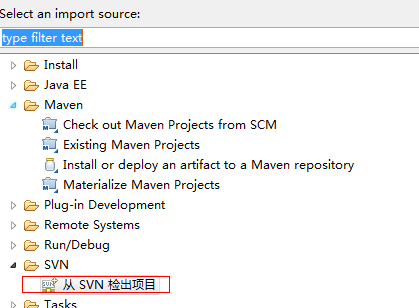 Select an import source:
type filter text
Install
Java EE
Maven
Check out Maven Projects from SCM
Existing Maven Projects
Install or deploy an artifact to a Maven repository
Materialize Maven Projects
Plug-in Development
Remote Systems
Run/Debug
SVN
从 SVN 检出项目
Tasks